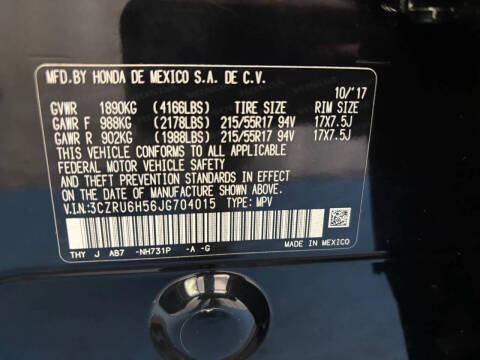 MFD.BY HONDA DE MEXICO S.A. DE C.V.
10/'17
GVWR 1890KG (4166LBS) TIRE SIZE RIM SIZE
GAWR F 988KG (2178LBS) 215/55R17 94V 17X7.5J
GAWR R 902KG (1988LBS) 215/55R17 94V 17X7.5J
THIS VEHICLE CONFORMS TO ALL APPLICABLE
FEDERAL MOTOR VEHICLE SAFETY
AND THEFT PREVENTION STANDARDS IN EFFECT
ON THE DATE OF MANUFACTURE SHOWN ABOVE.
V.I.N:3CZRU6H56JG704015 TYPE: MPV
THY J AB7 -NH731P -A -G MADE IN MEXICO